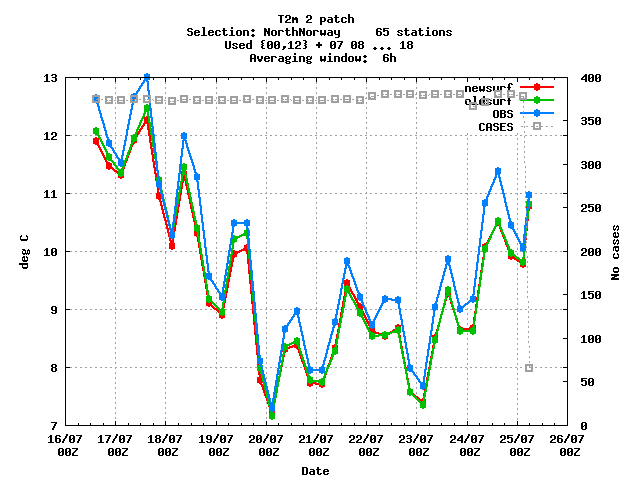 T2m 2 patch
Selection: NorthNorway     65 stations
Used {00,12} + 07 08 ... 18
Averaging window:  6h
newsurf
oldsurf
OBS
CASES
deg C
13
12
11
10
9
8
7
No cases
400
350
300
250
200
150
100
50
0
16/07 17/07 18/07 19/07 20/07 21/07 22/07 23/07 24/07 25/07 26/07
00Z 00Z 00Z 00Z 00Z 00Z 00Z 00Z 00Z 00Z 00Z
Date